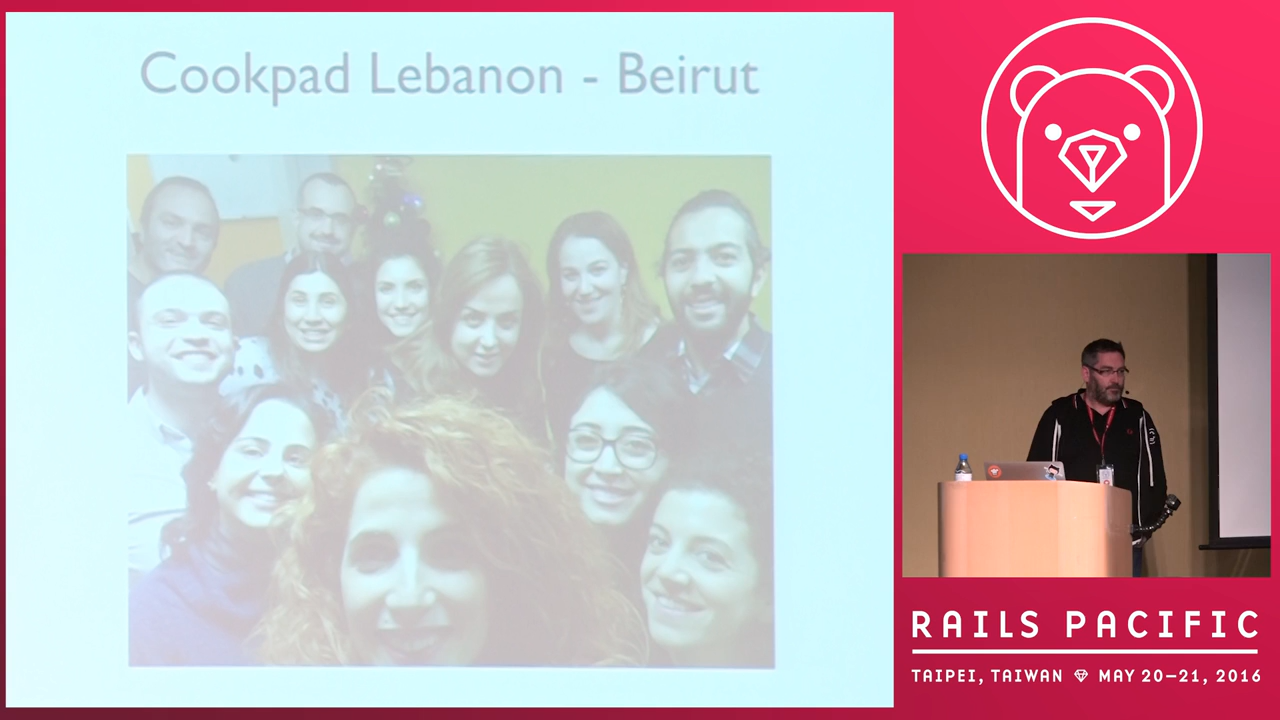 Cookpad Lebanon - Beirut
RAILS PACIFIC
TAIPEI, TAIWAN MAY 20–21, 2016